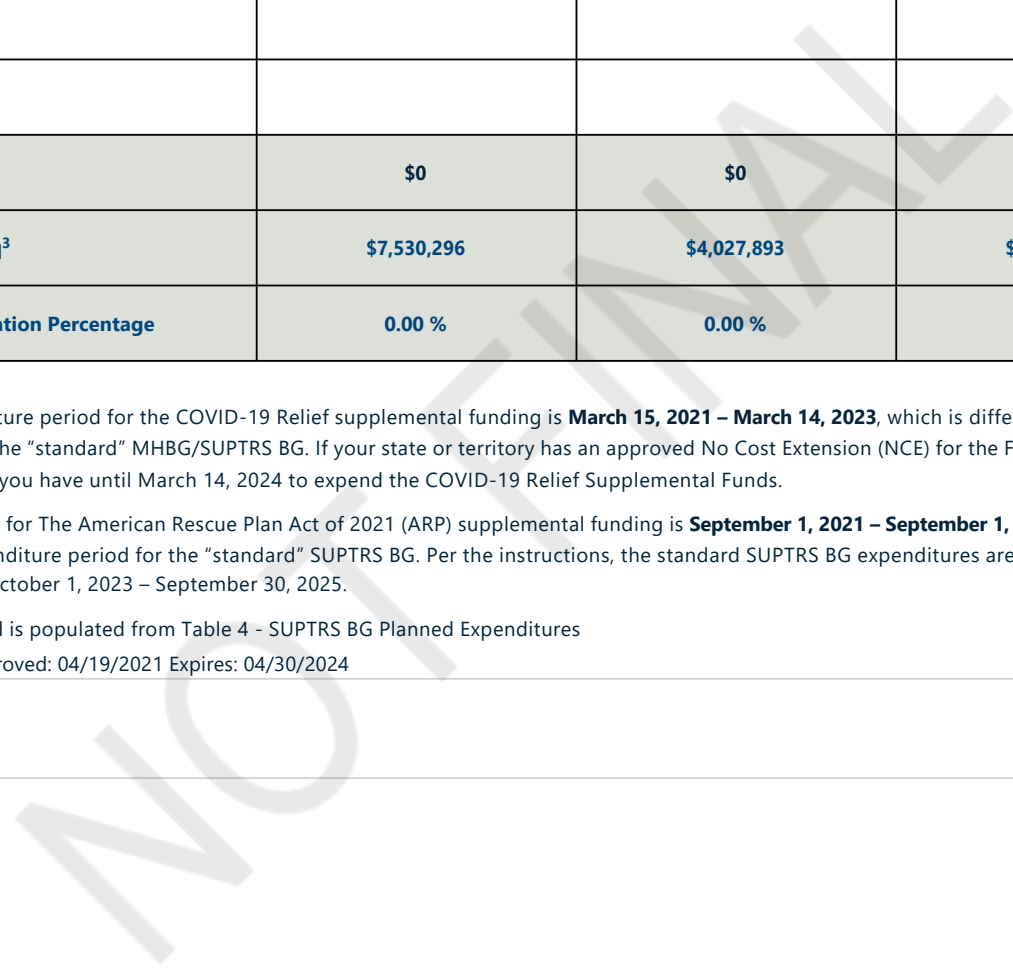 $0 $0
3 $7,530,296 $4,027,893 $
ation Percentage 0.00 % 0.00 %
ture period for the COVID-19 Relief supplemental funding is March 15, 2021 – March 14, 2023, which is diffe
he “standard” MHBG/SUPTRS BG. If your state or territory has an approved No Cost Extension (NCE) for the F
you have until March 14, 2024 to expend the COVID-19 Relief Supplemental Funds.
for The American Rescue Plan Act of 2021 (ARP) supplemental funding is September 1, 2021 – September 1,
nditure period for the “standard” SUPTRS BG. Per the instructions, the standard SUPTRS BG expenditures are
ctober 1, 2023 – September 30, 2025.
d is populated from Table 4 - SUPTRS BG Planned Expenditures
roved: 04/19/2021 Expires: 04/30/2024
NOT FINAL